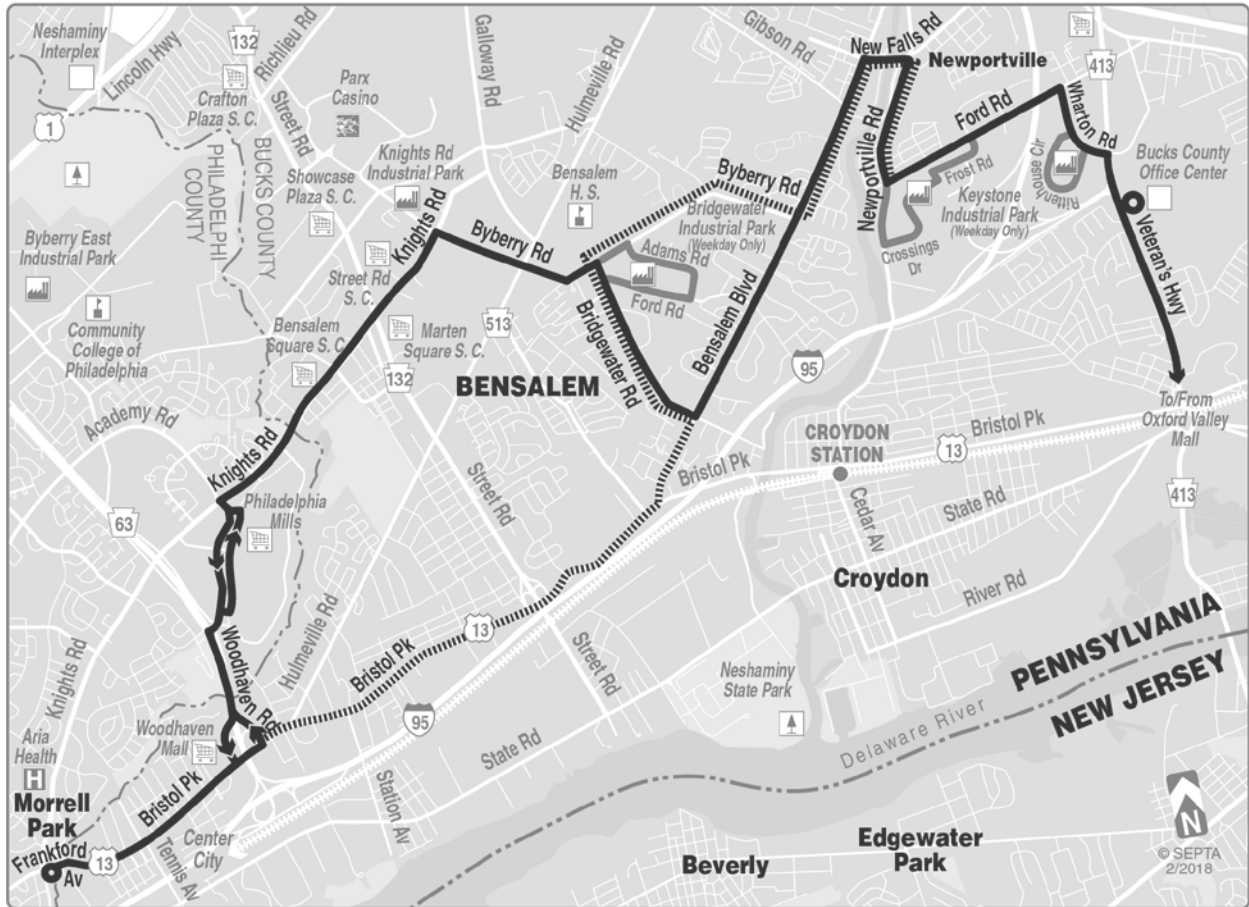 Neshaminy
Interplex
Lincoln Hwy
132
Richlieu Rd
Galloway Rd
Hulmeville Rd
Gibson Rd
New Falls Rd
Newportville
413
1
Crafton
Plaza S. C.
Street Rd
Parx
Casino
PHILADELPHI
COUNTY
BUCKS COUNTY
Showcase
Plaza S. C.
Knights Rd
Industrial Park
Knights Rd
Bensalem
H. S.
Byberry Rd
Bridgewater
Industrial Park
(Weekday Only)
Newportville Rd
Ford Rd
Frost Rd
Keystone
Industrial Park
(Weekday Only)
Crossings
Dr
Wharton Rd
Rittenhouse Cir
Bucks County
Office Center
Veteran's Hwy
Byberry East
Industrial Park
Community
College of
Philadelphia
Street Rd
S. C.
Byberry Rd
Adams Rd
Ford Rd
Bensalem Blvd
Bridgewater Rd
Bensalem
Square S. C.
Marten
Square S. C.
513
132
BENSALEM
95
To/From
Oxford Valley
Mall
Academy Rd
Knights Rd
CROYDON
STATION
13
Bristol Pk
Bristol Pk
413
63
Philadelphia
Mills
Street Rd
Cedar Av
State Rd
Croydon
River Rd
Hulmeville Rd
Woodhaven Rd
Bristol Pk
13
Street Rd
Neshaminy
State Park
PENNSYLVANIA
NEW JERSEY
Knights Rd
Woodhaven
Mall
95
State Rd
Delaware River
Aria
Health
H
Morrell
Park
Bristol Pk
Station Av
Center
City
Tennis Av
Frankford
Av
13
Beverly
Edgewater
Park
N
© SEPTA
2/2018